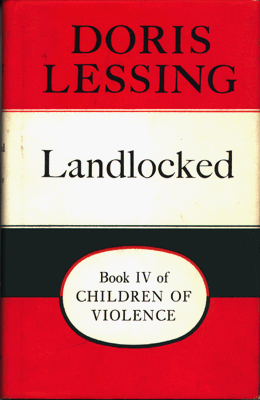 DORIS
LESSING
Landlocked
Book IV of
CHILDREN OF
VIOLENCE